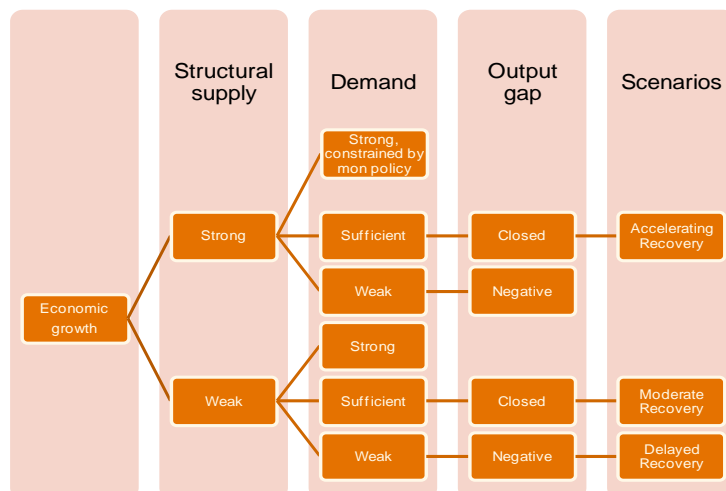 Structural
supply
Demand
Output
gap
Scenarios
Strong,
constrained by
mon policy
Strong
Sufficient
Closed
Accelerating
Recovery
Weak
Negative
Economic
growth
Strong
Weak
Sufficient
Closed
Moderate
Recovery
Weak
Negative
Delayed
Recovery